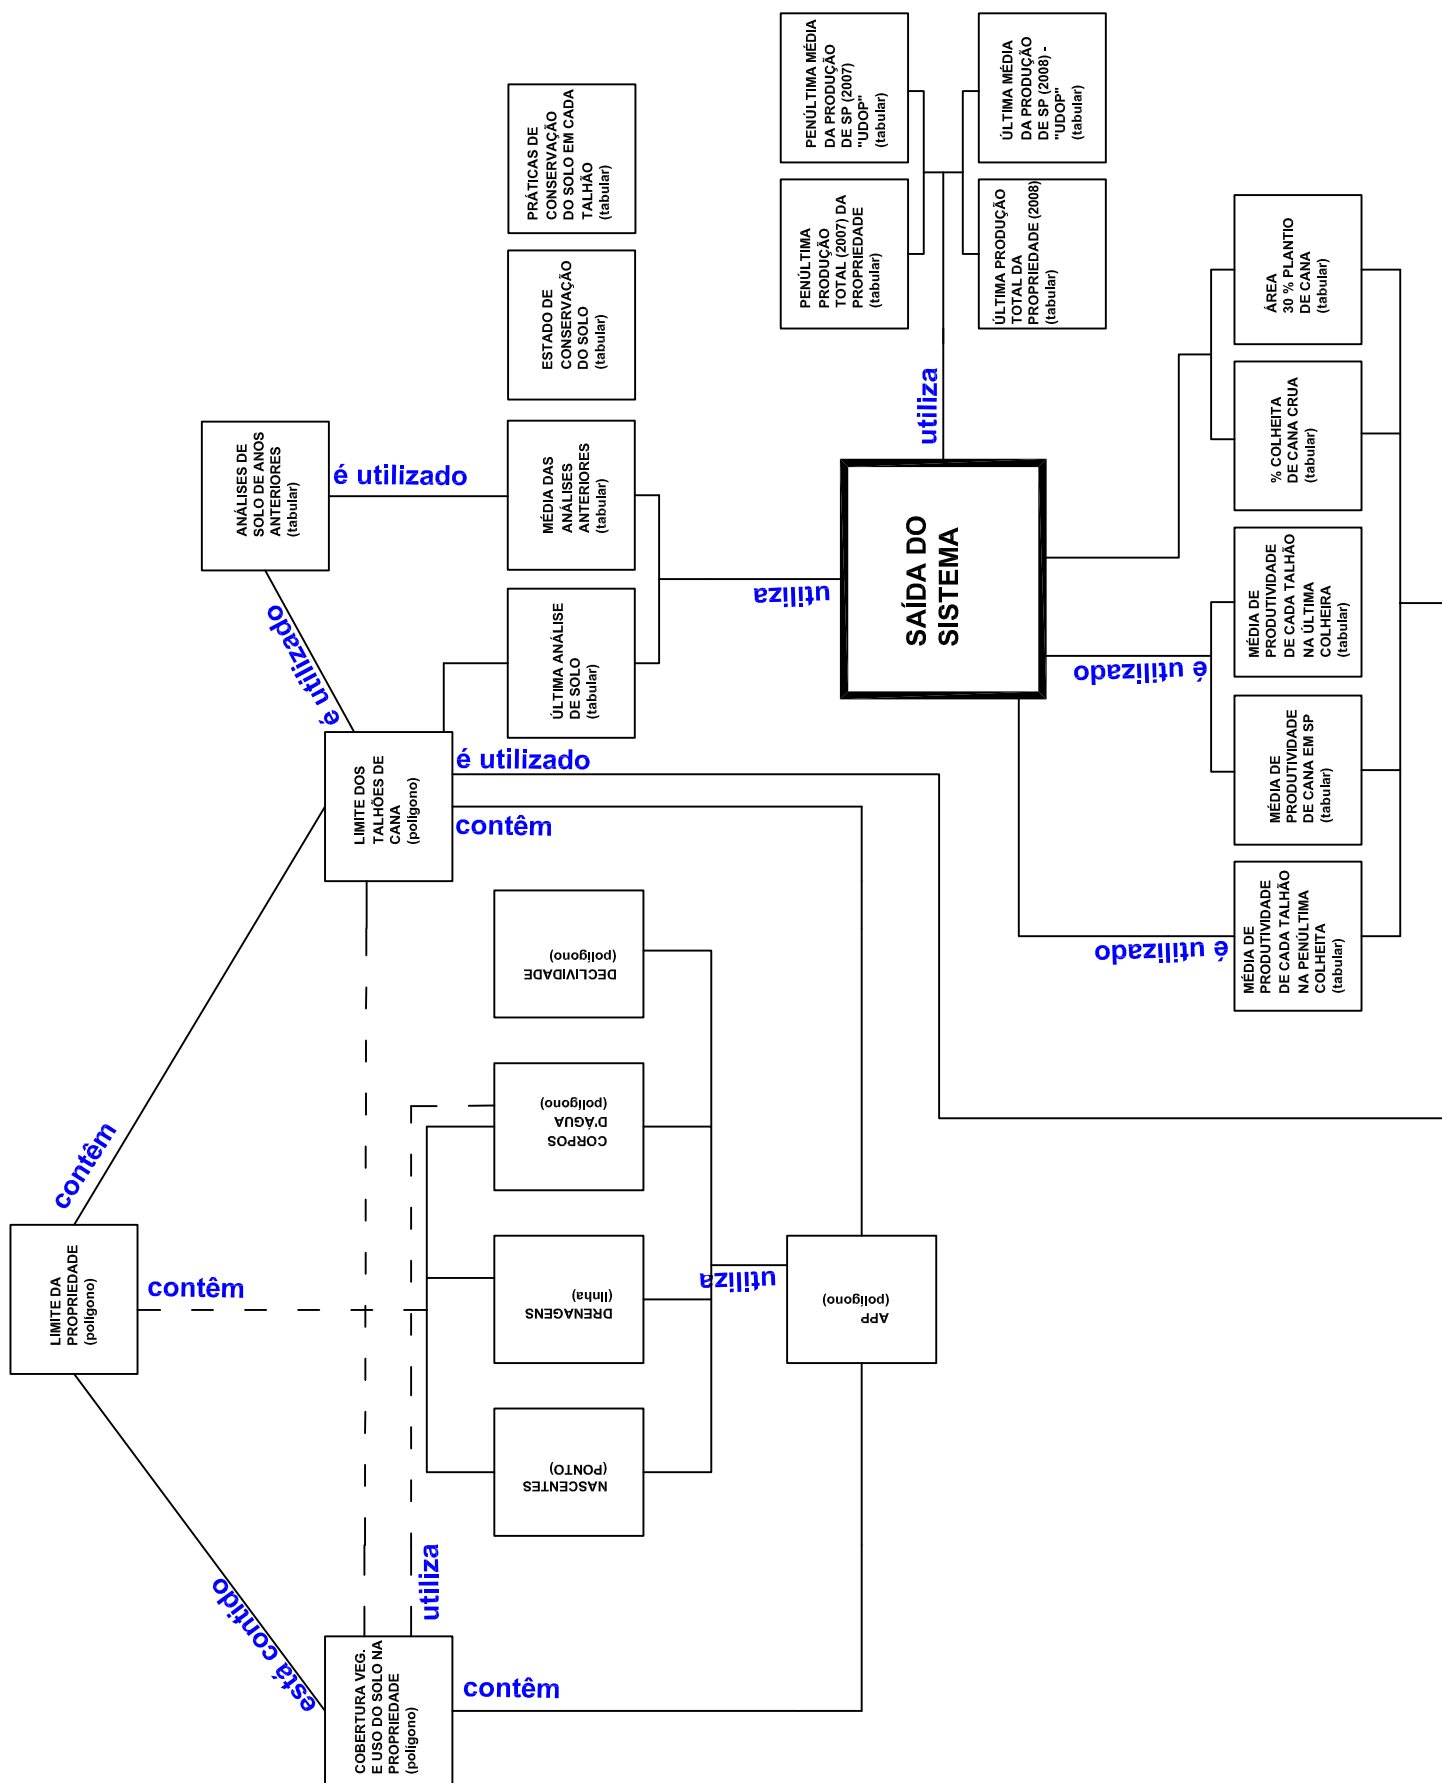 LIMITE DA
PROPRIEDADE
(polígono)
contêm
contêm
está contido
COBERTURA VEG.
E USO DO SOLO NA
PROPRIEDADE
(polígono)
utiliza
contêm
LIMITE DOS
TALHÕES DE
CANA
(polígono)
é utilizado
contêm
é utilizado
ANÁLISES DE
SOLO DE ANOS
ANTERIORES
(tabular)
é utilizado
NASCENTES
(PONTO)
DRENAGENS
(linha)
CORPOS
D'ÁGUA
(polígono)
DECLIVIDADE
(polígono)
utiliza
APP
(polígono)
ÚLTIMA ANÁLISE
DE SOLO
(tabular)
MÉDIA DAS
ANÁLISES
ANTERIORES
(tabular)
ESTADO DE
CONSERVAÇÃO
DO SOLO
(tabular)
PRÁTICAS DE
CONSERVAÇÃO
DO SOLO EM CADA
TALHÃO
(tabular)
utiliza
SAÍDA DO
SISTEMA
utiliza
PENÚLTIMA
PRODUÇÃO
TOTAL (2007) DA
PROPRIEDADE
(tabular)
PENÚLTIMA MÉDIA
DA PRODUÇÃO
DE SP (2007)
"UDOP"
(tabular)
ÚLTIMA PRODUÇÃO
TOTAL DA
PROPRIEDADE (2008)
(tabular)
ÚLTIMA MÉDIA
DA PRODUÇÃO
DE SP (2008) -
"UDOP"
(tabular)
é utilizado
é utilizado
MÉDIA DE
PRODUTIVIDADE
DE CADA TALHÃO
NA PENÚLTIMA
COLHEITA
(tabular)
MÉDIA DE
PRODUTIVIDADE
DE CANA EM SP
(tabular)
MÉDIA DE
PRODUTIVIDADE
DE CADA TALHÃO
NA ÚLTIMA
COLHEIRA
(tabular)
% COLHEITA
DE CANA CRUA
(tabular)
ÁREA
30 % PLANTIO
DE CANA
(tabular)